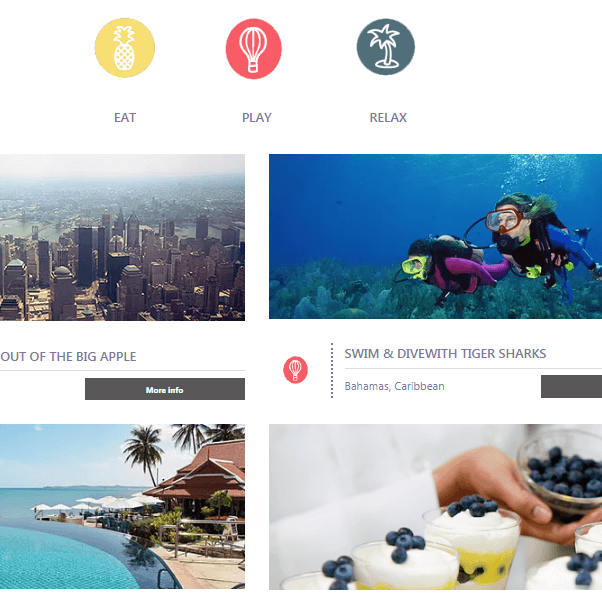 EAT
PLAY
RELAX
OUT OF THE BIG APPLE
More info
SWIM & DIVEWITH TIGER SHARKS
Bahamas, Caribbean